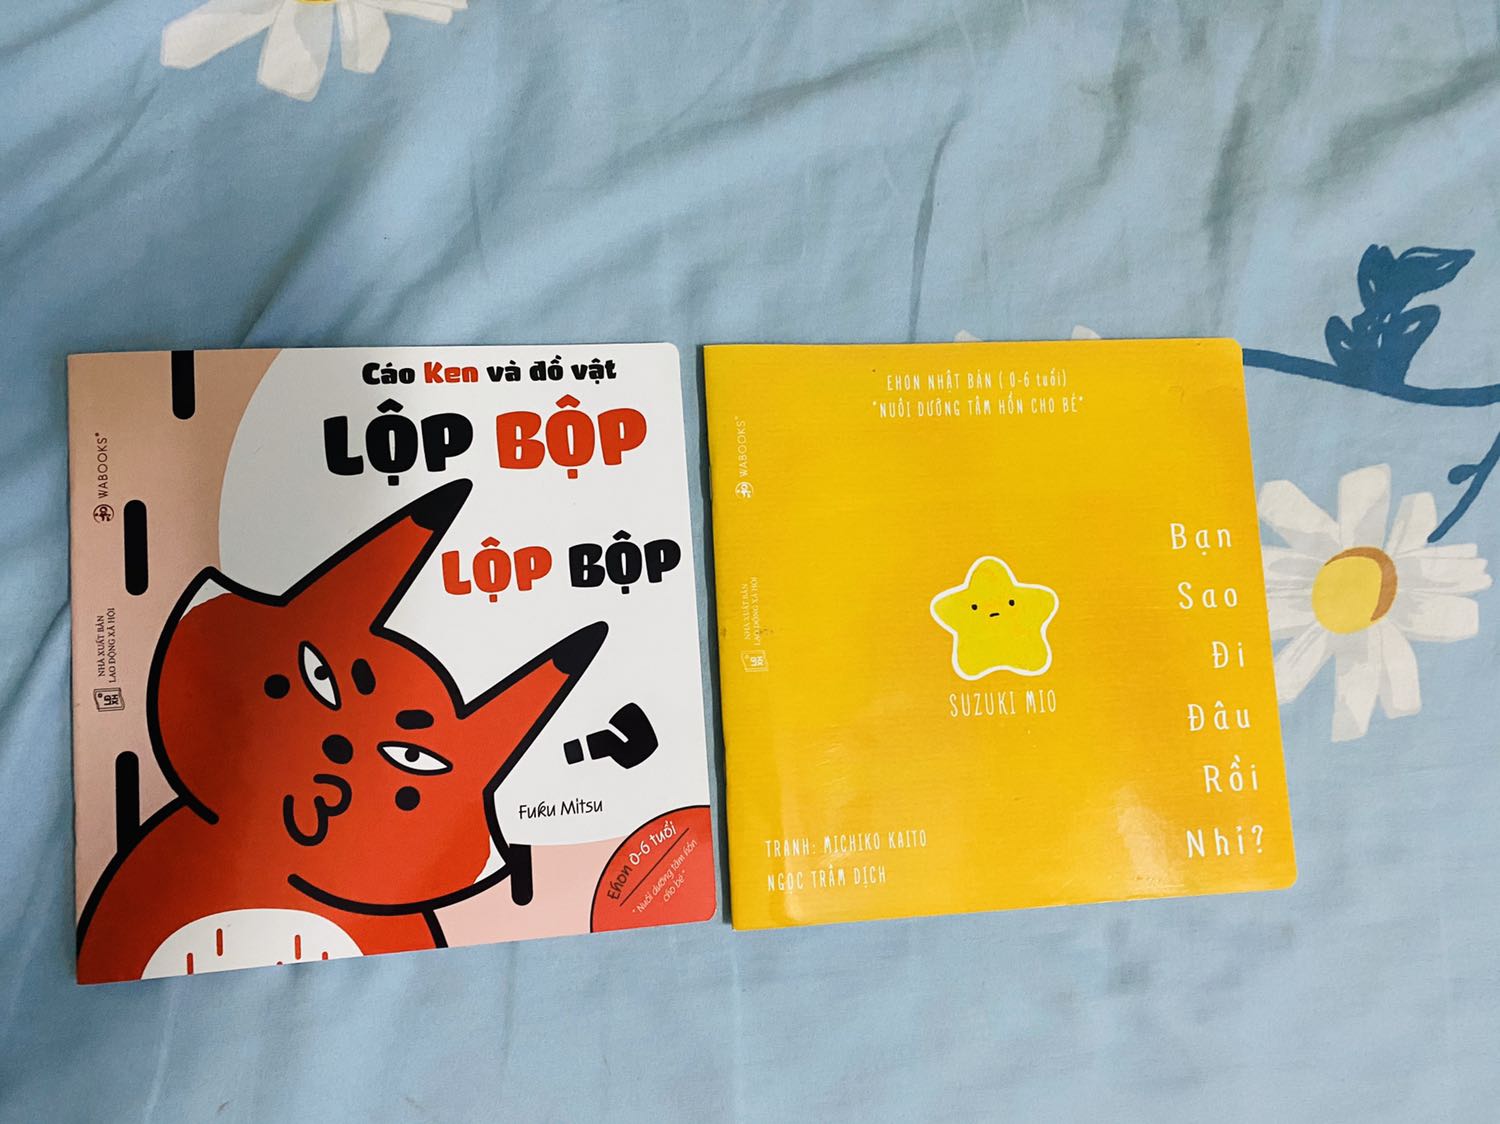 Cáo Ken và đồ vật
LỘP BỘP
LỘP BỘP
Fuku Mitsu
Ehon 0-6 tuổi
"Nuôi dưỡng tâm hồn
cho bé"
WABOOKS
NHÀ XUẤT BẢN
LAO ĐỘNG XÃ HỘI
EHON NHẬT BẢN ( 0-6 tuổi)
"NUÔI DƯỠNG TÂM HỒN CHO BÉ"
WABOOKS
NHÀ XUẤT BẢN
LAO ĐỘNG XÃ HỘI
SUZUKI MIO
Bạn
Sao
Đi
Đâu
Rồi
Nhỉ?
TRANH: MICHIKO KAITO
NGỌC TRÂM DỊCH